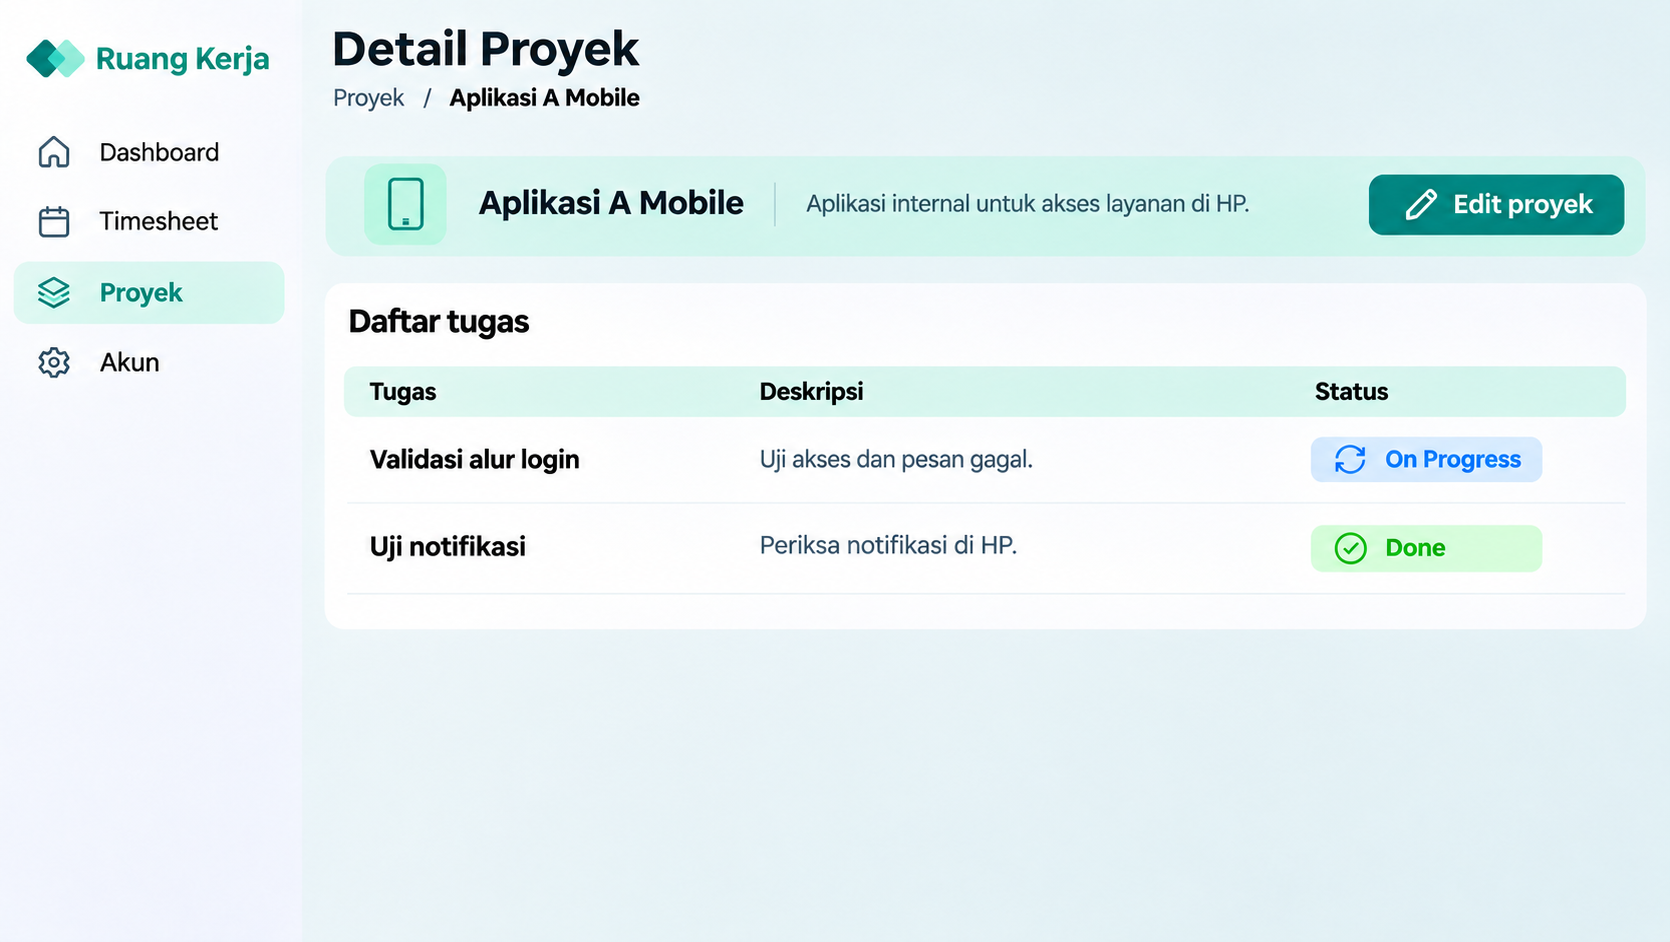 Ruang Kerja
Dashboard
Timesheet
Proyek
Akun
Detail Proyek
Proyek / Aplikasi A Mobile
Aplikasi A Mobile
Aplikasi internal untuk akses layanan di HP.
Edit proyek
Daftar tugas
Tugas Deskripsi Status
Validasi alur login Uji akses dan pesan gagal. On Progress
Uji notifikasi Periksa notifikasi di HP. Done